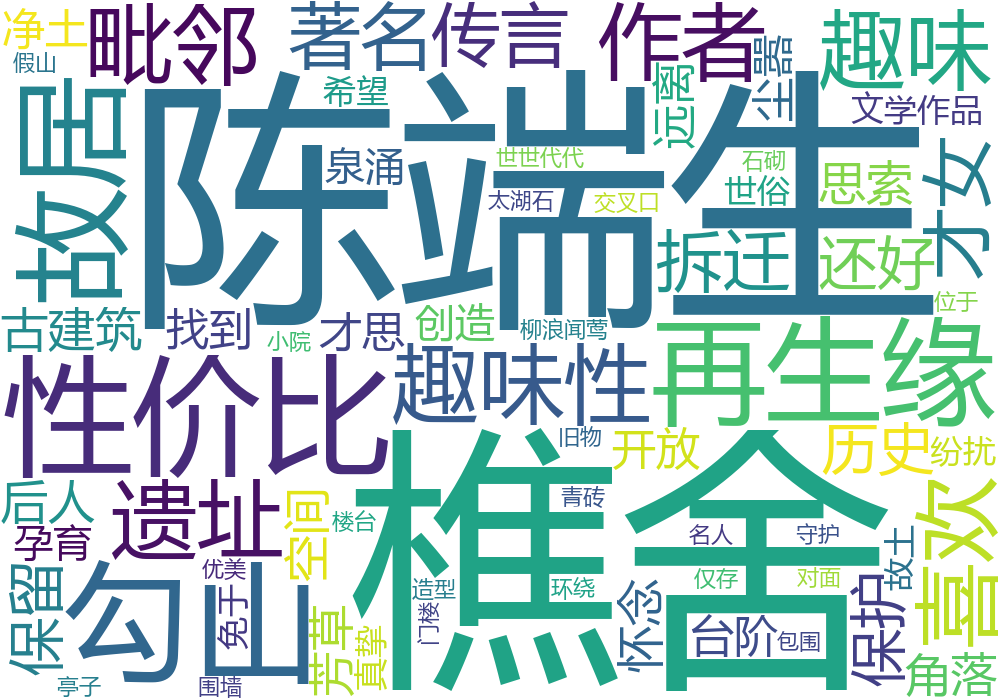 净土
毗邻
著名
传言
作者
尘嚣
趣味
假山
故居
陈端生
希望
远离
文学作品
泉涌
世世代代
石砌
世俗
思索
才女
太湖石
交叉口
拆迁
还好
古建筑
找到
小院
才思
创造
柳浪闻莺
位于
性价比
趣味性
再生缘
旧物
开放
历史
纷扰
后人
遗址
空间
楼台
樵舍
青砖
名人
守护
故土
喜欢
孕育
保留
勾山
优美
免于
芳草
真挚
造型
门楼
环绕
怀念
仅存
对面
台阶
包围
保护
角落
亭子
围墙